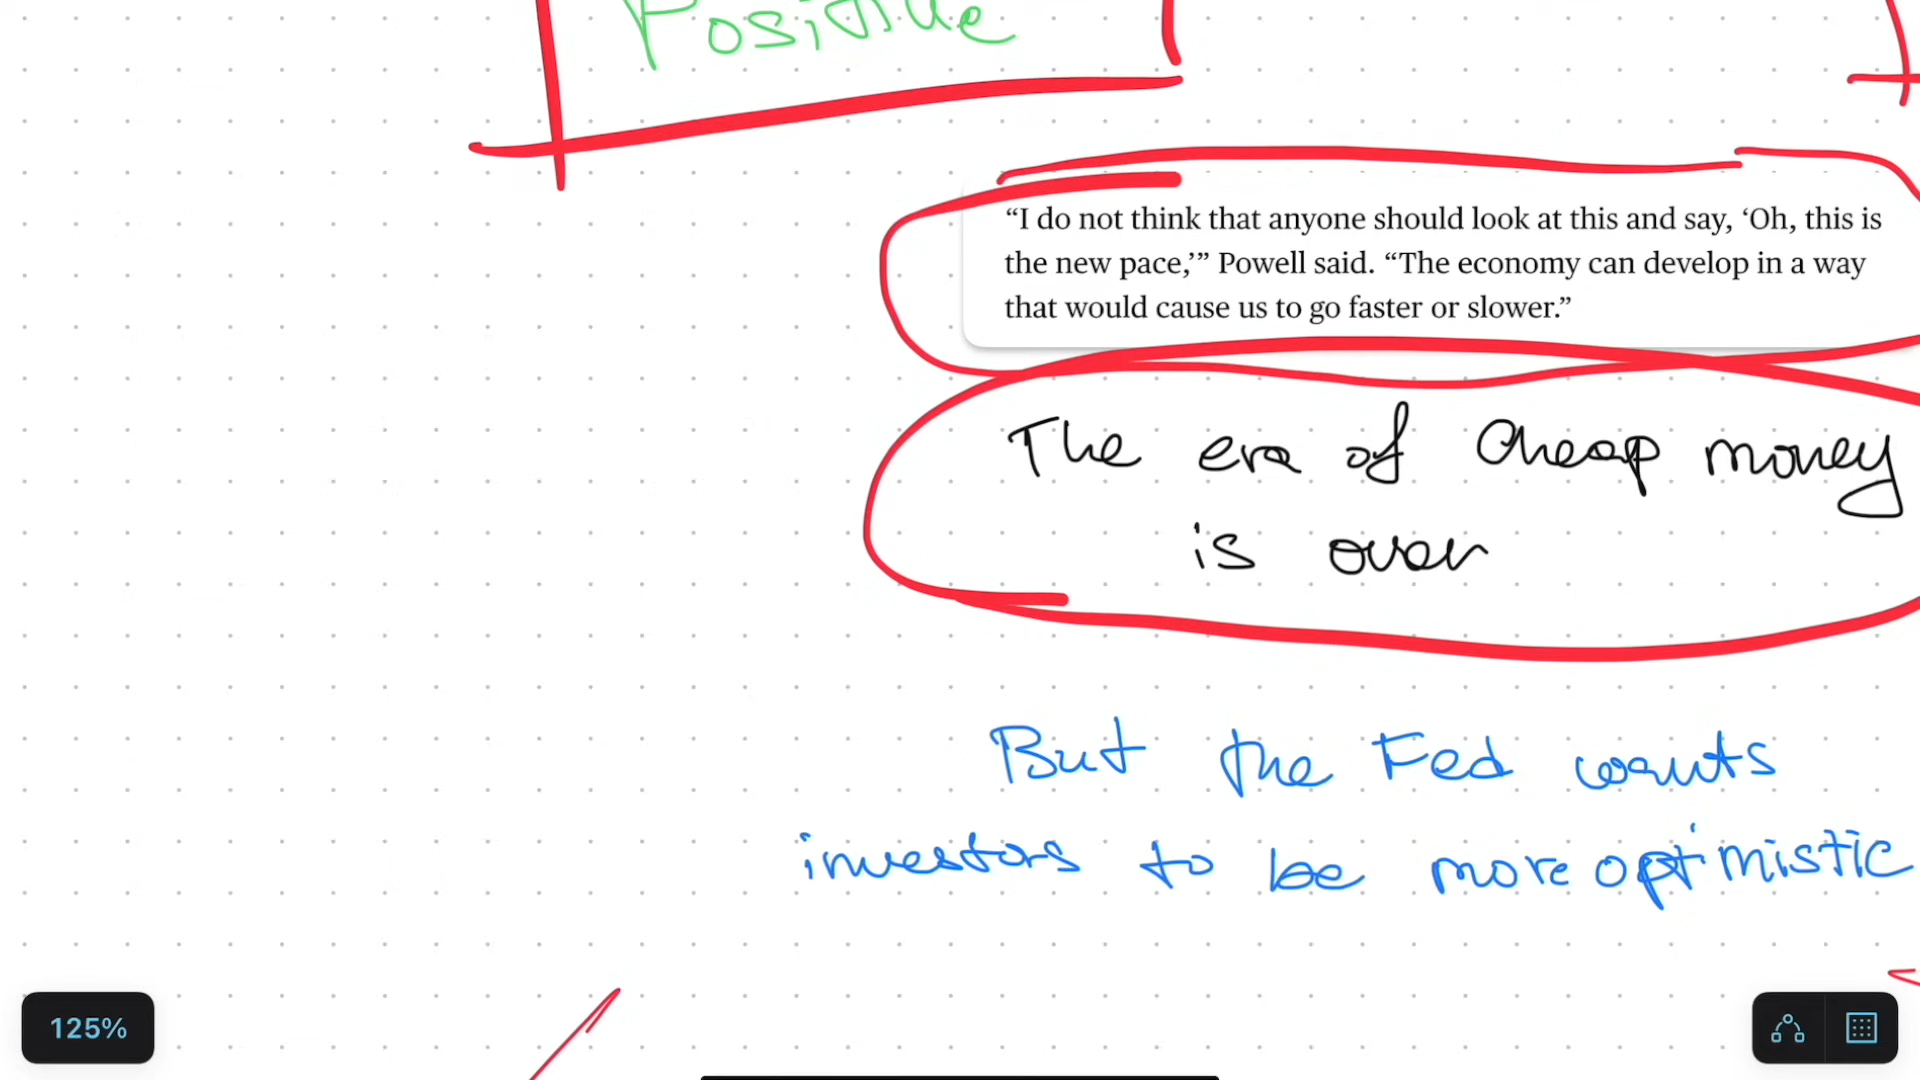 Positive
“I do not think that anyone should look at this and say, ‘Oh, this is
the new pace,’” Powell said. “The economy can develop in a way
that would cause us to go faster or slower.”
The era of cheap money
is over
But the Fed wants
investors to be more optimistic
125%